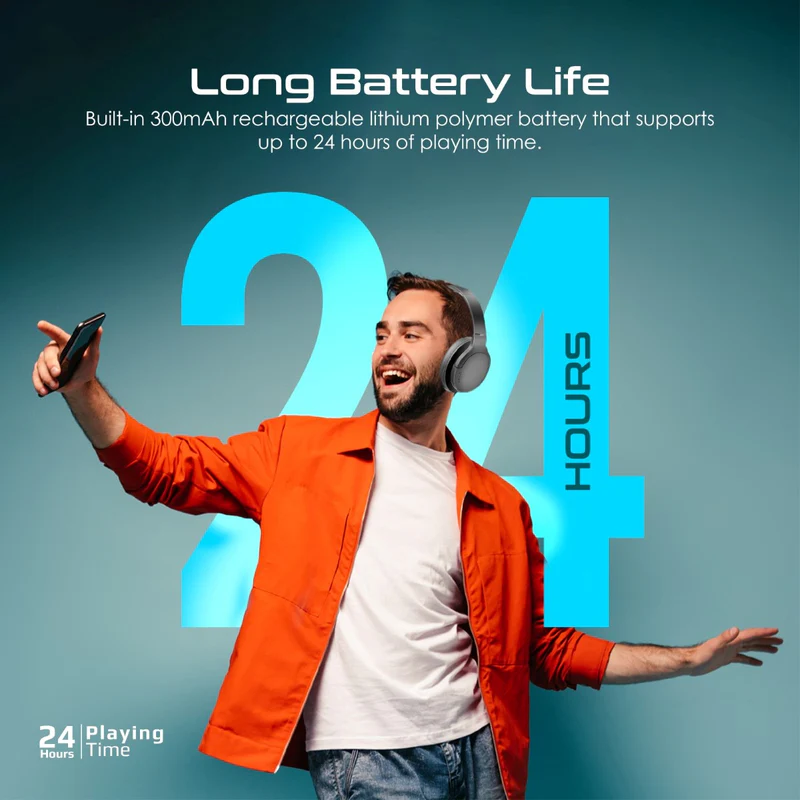 Long Battery Life
Built-in 300mAh rechargeable lithium polymer battery that supports
up to 24 hours of playing time.
24
HOURS
24 Hours
Playing Time